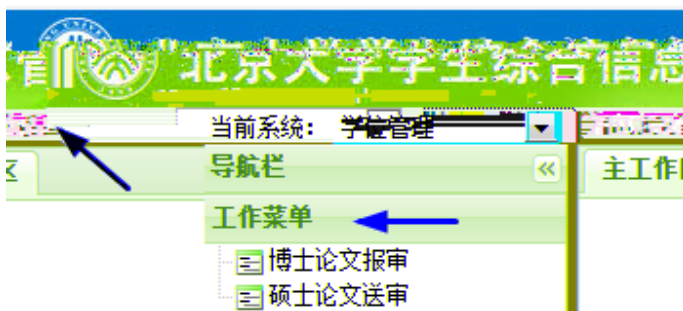 北京大学学生综合信息
当前系统： 学位管理
导航栏
主工作
工作菜单
博士论文报审
硕士论文送审